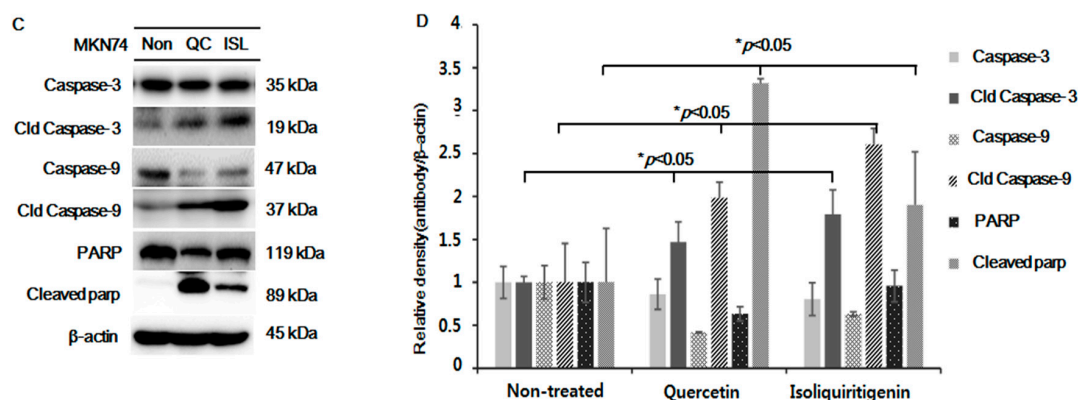 C
MKN74 Non QC ISL
Caspase-3 35 kDa
Cld Caspase-3 19 kDa
Caspase-9 47 kDa
Cld Caspase-9 37 kDa
PARP 119 kDa
Cleaved parp 89 kDa
β-actin 45 kDa
D
Relative density(antibody/β-actin)
4
3.5
3
2.5
2
1.5
1
0.5
0
*p<0.05
*p<0.05
*p<0.05
Non-treated Quercetin Isoliquiritigenin
Caspase-3
Cld Caspase-3
Caspase-9
Cld Caspase-9
PARP
Cleaved parp